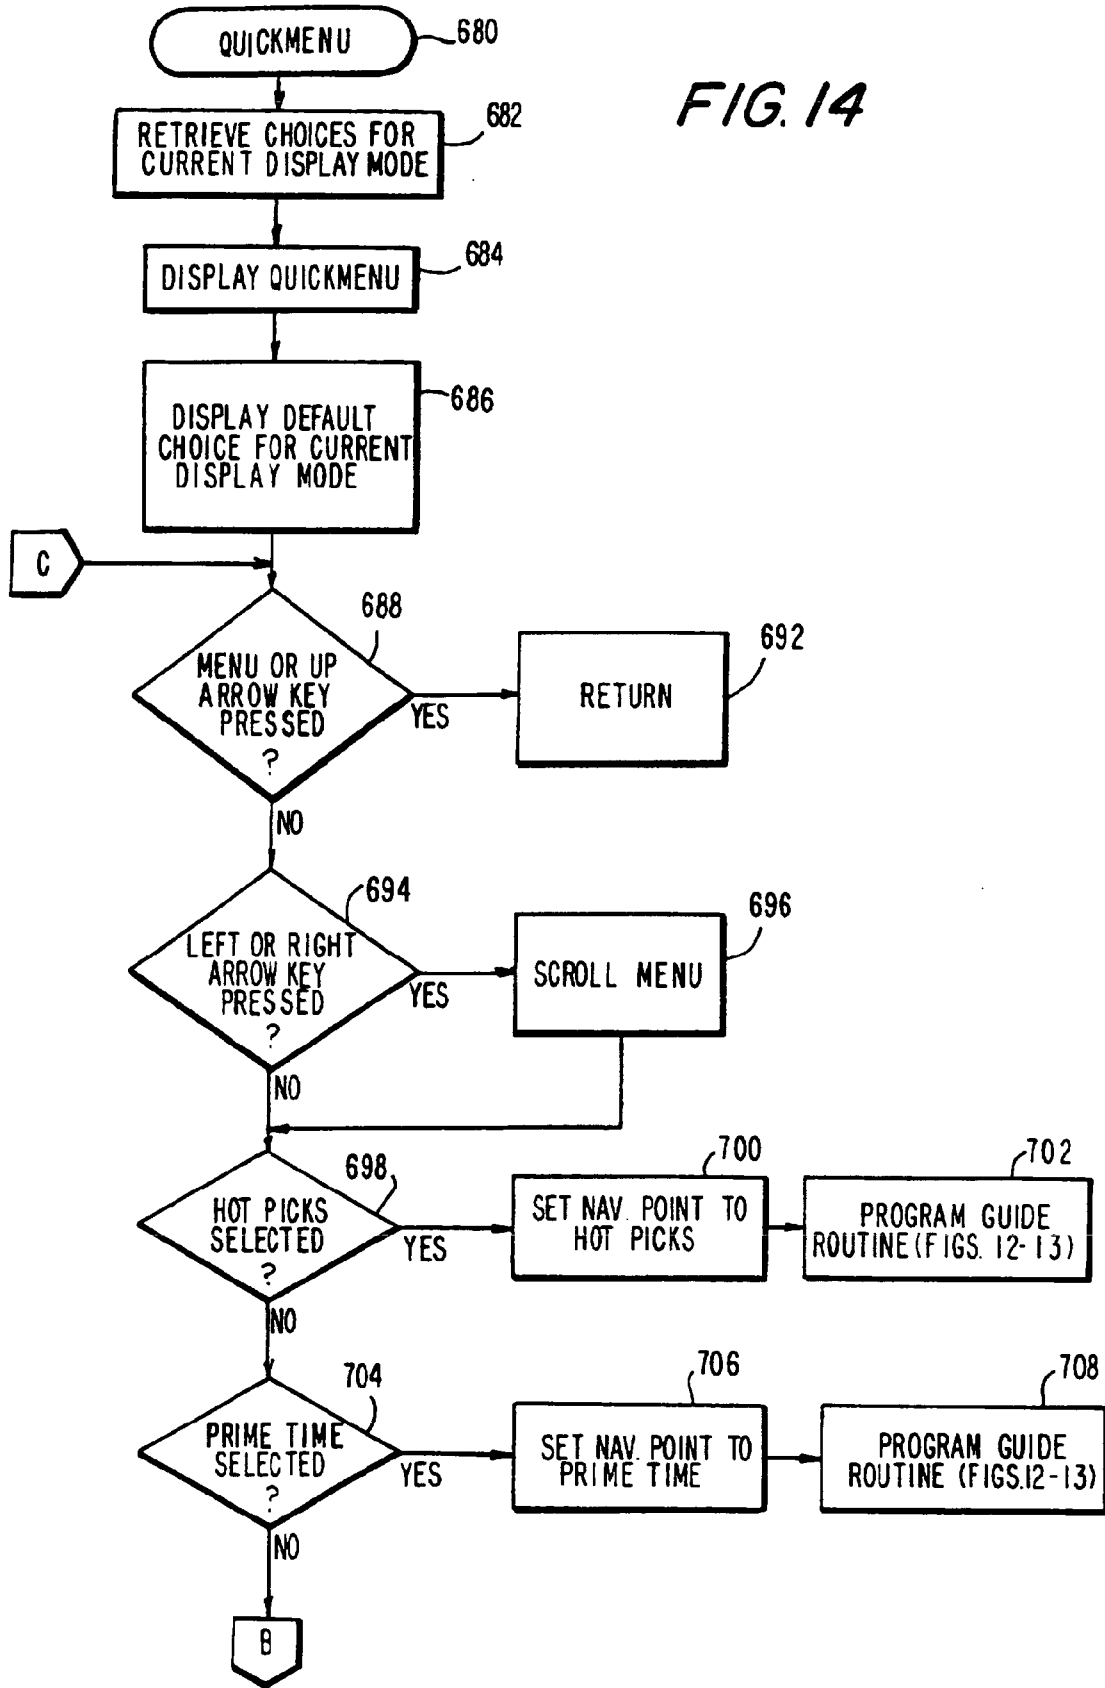 QUICKMENU
680
FIG. 14
RETRIEVE CHOICES FOR
CURRENT DISPLAY MODE
682
DISPLAY QUICKMENU
684
DISPLAY DEFAULT
CHOICE FOR CURRENT
DISPLAY MODE
686
C
MENU OR UP
ARROW KEY
PRESSED
?
688
YES
RETURN
692
NO
LEFT OR RIGHT
ARROW KEY
PRESSED
?
694
YES
SCROLL MENU
696
NO
HOT PICKS
SELECTED
?
698
YES
SET NAV. POINT TO
HOT PICKS
700
PROGRAM GUIDE
ROUTINE (FIGS. 12-13)
702
NO
PRIME TIME
SELECTED
?
704
YES
SET NAV. POINT TO
PRIME TIME
706
PROGRAM GUIDE
ROUTINE (FIGS.12-13)
708
NO
B